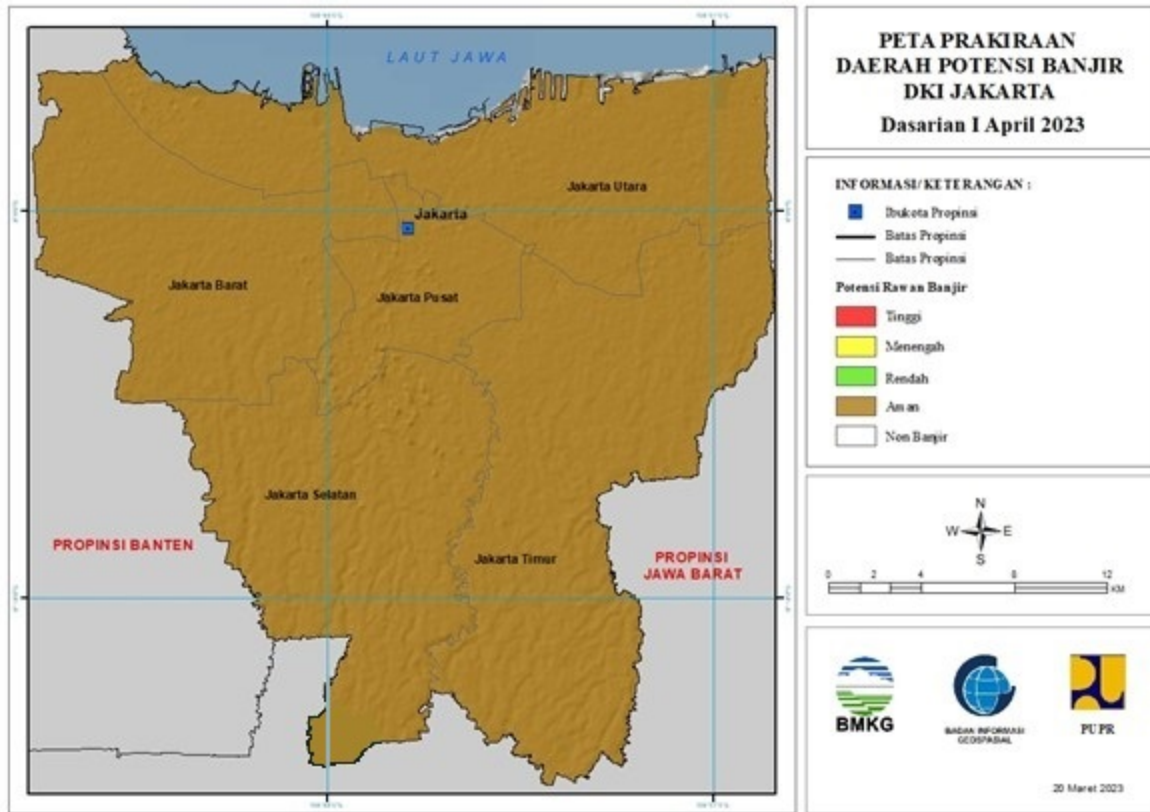 LAUT JAWA
Jakarta Utara
Jakarta
Jakarta Barat
Jakarta Pusat
Jakarta Selatan
Jakarta Timur
PROPINSI BANTEN
PROPINSI
JAWA BARAT
PETA PRAKIRAAN
DAERAH POTENSI BANJIR
DKI JAKARTA
Dasarian I April 2023
INFORMASI/KETERANGAN :
Ibukota Propinsi
Batas Propinsi
Batas Propinsi
Potensi Rawan Banjir
Tinggi
Menengah
Rendah
Aman
Non Banjir
N
W E
S
0 2 4 8 12
KM
BMKG
BADAN INFORMASI
GEOSPASIAL
PUPR
20 Maret 2023